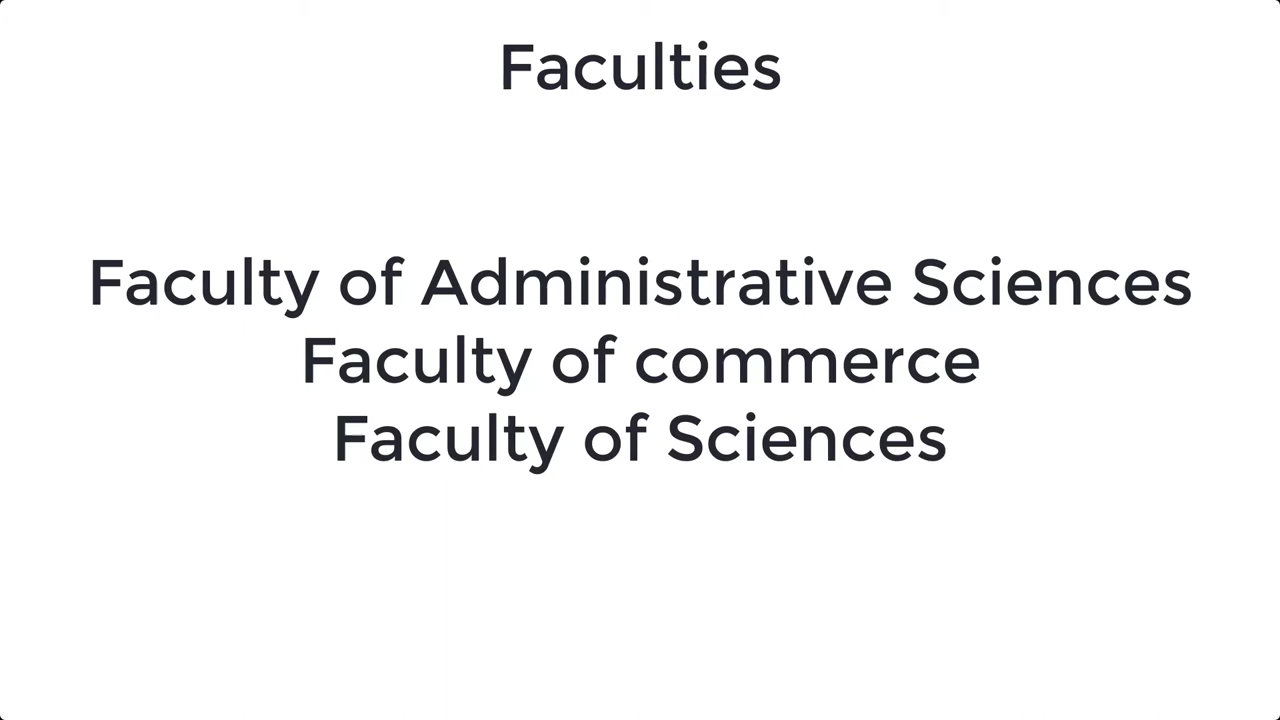 Faculties
Faculty of Administrative Sciences
Faculty of commerce
Faculty of Sciences